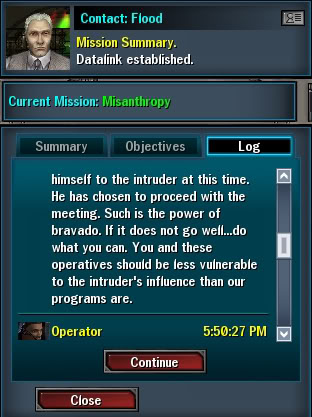 Contact: Flood
Mission Summary.
Datalink established.
Current Mission: Misanthropy
Summary
Objectives
Log
himself to the intruder at this time.
He has chosen to proceed with the
meeting. Such is the power of
bravado. If it does not go well...do
what you can. You and these
operatives should be less vulnerable
to the intruder's influence than our
programs are.
Operator 5:50:27 PM
Continue
Close